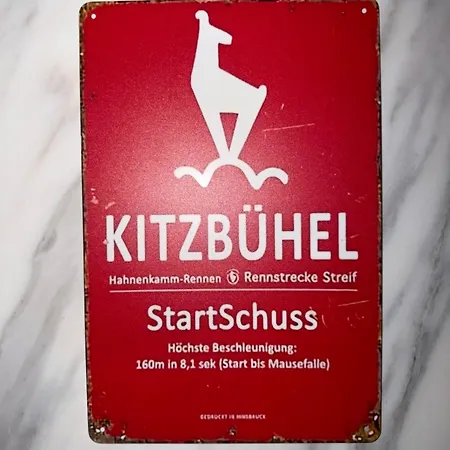 KITZBÜHEL
Hahnenkamm-Rennen Rennstrecke Streif
StartSchuss
Höchste Beschleunigung:
160m in 8,1 sek (Start bis Mausefalle)
GEDRUCKT IN INNSBRUCK